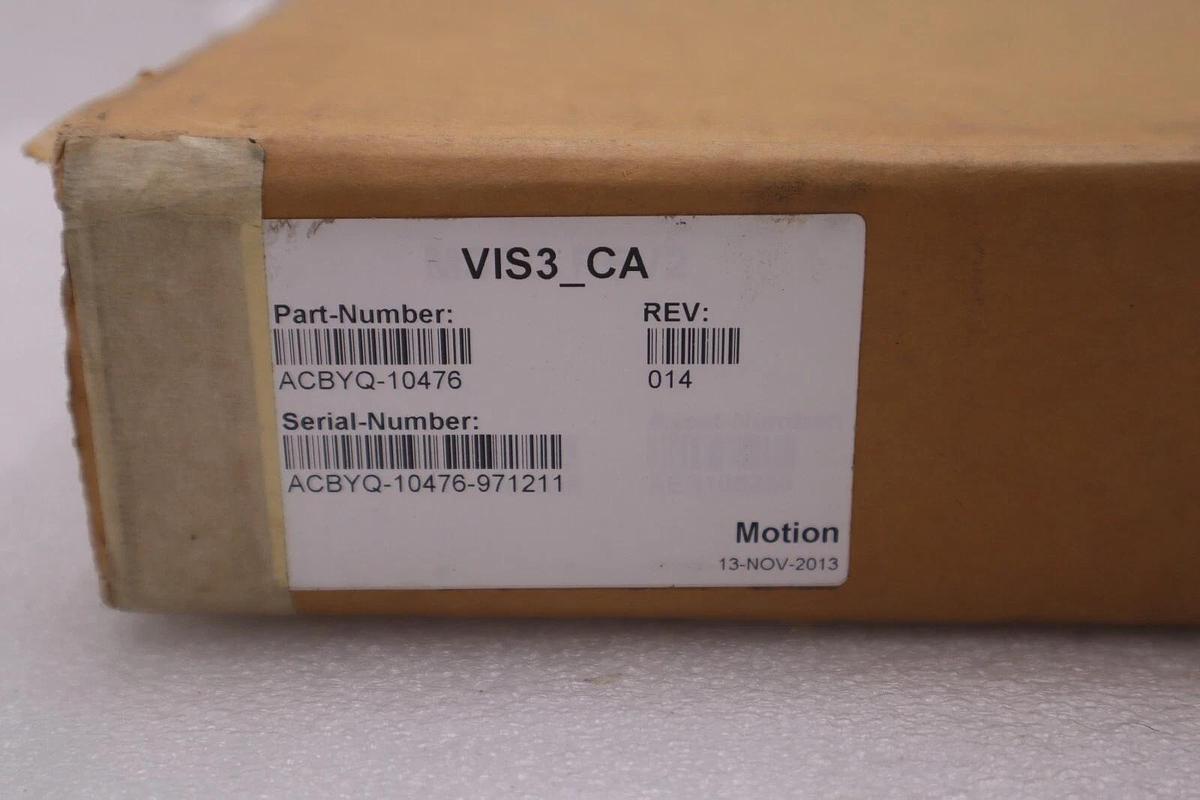 VIS3_CA
Part-Number:
REV:
ACBYQ-10476
014
Serial-Number:
ACBYQ-10476-971211
Motion
13-NOV-2013